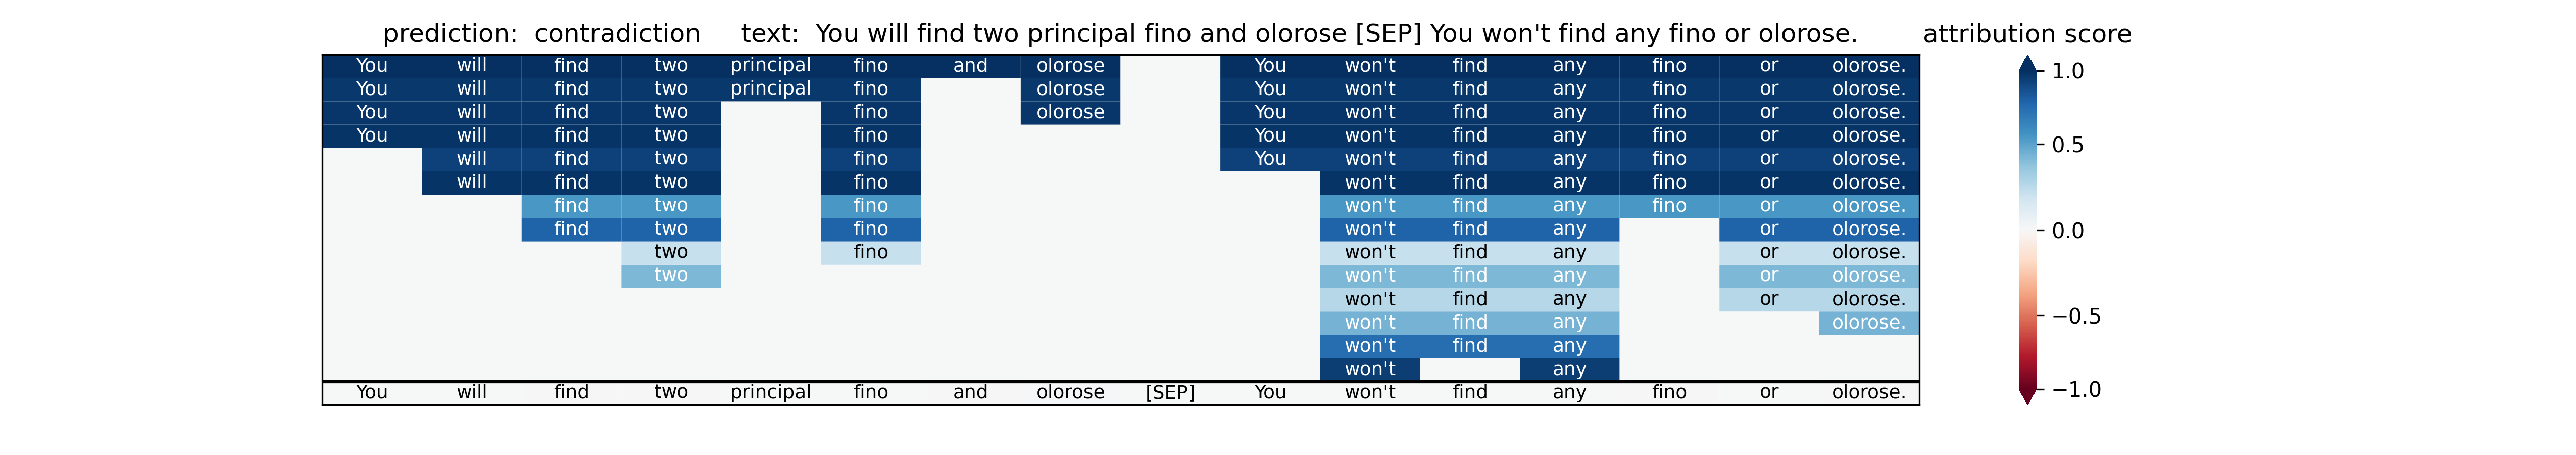 prediction: contradiction text: You will find two principal fino and olorose [SEP] You won't find any fino or olorose. attribution score
You will find two principal fino and olorose You won't find any fino or olorose.
You will find two principal fino olorose You won't find any fino or olorose.
You will find two fino olorose You won't find any fino or olorose.
You will find two fino You won't find any fino or olorose.
will find two fino You won't find any fino or olorose.
will find two fino won't find any fino or olorose.
find two fino won't find any fino or olorose.
find two fino won't find any or olorose.
two fino won't find any or olorose.
two won't find any or olorose.
won't find any or olorose.
won't find any olorose.
won't find any
won't any
You will find two principal fino and olorose [SEP] You won't find any fino or olorose.
1.0
0.5
0.0
−0.5
−1.0